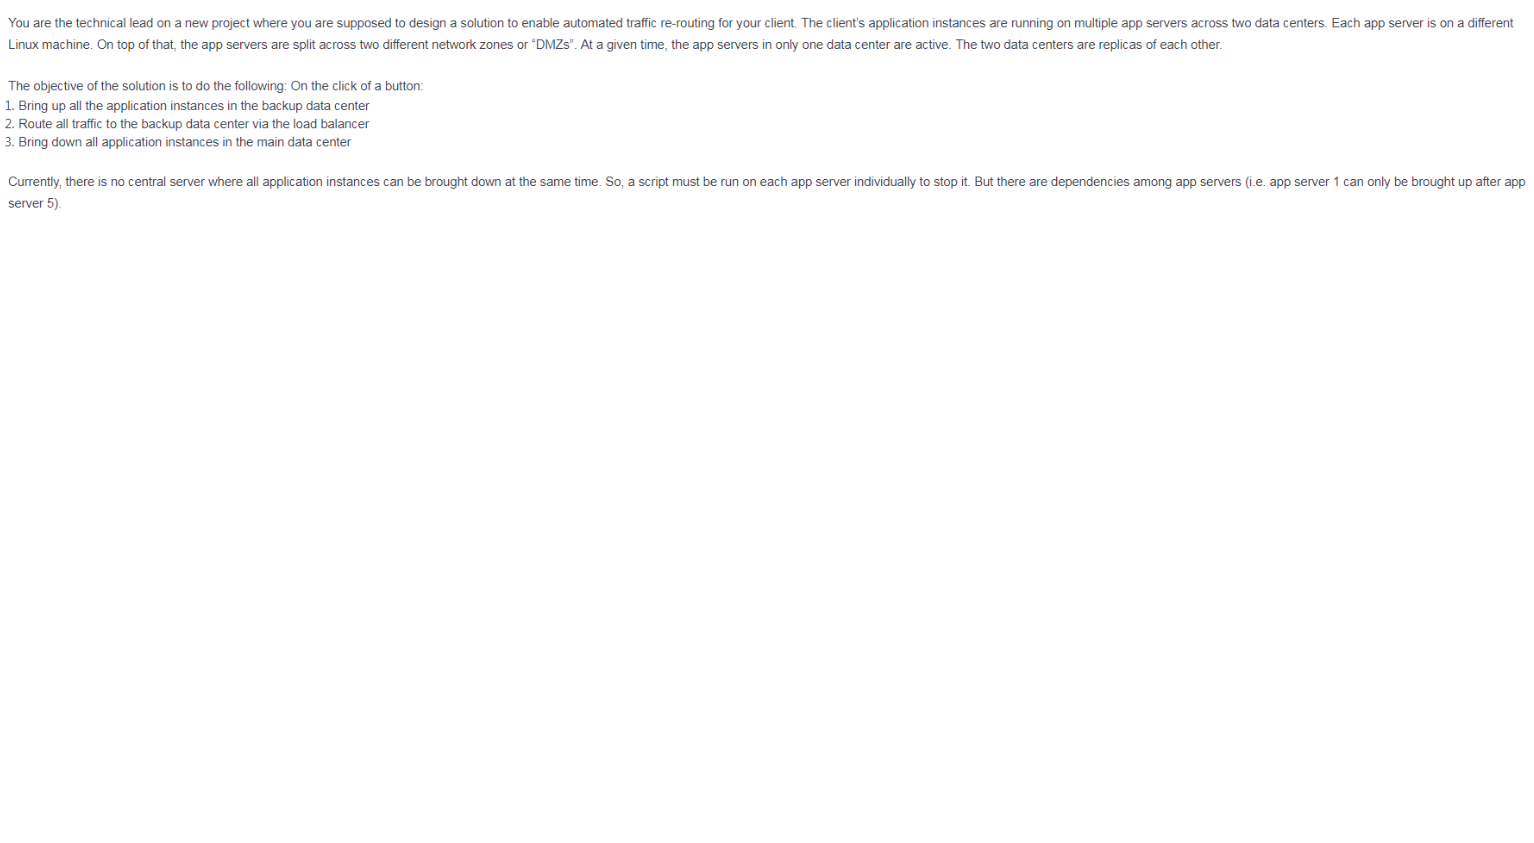 You are the technical lead on a new project where you are supposed to design a solution to enable automated traffic re-routing for your client. The client's application instances are running on multiple app servers across two data centers. Each app server is on a different
Linux machine. On top of that, the app servers are split across two different network zones or “DMZs”. At a given time, the app servers in only one data center are active. The two data centers are replicas of each other.
The objective of the solution is to do the following: On the click of a button:
1. Bring up all the application instances in the backup data center
2. Route all traffic to the backup data center via the load balancer
3. Bring down all application instances in the main data center
Currently, there is no central server where all application instances can be brought down at the same time. So, a script must be run on each app server individually to stop it. But there are dependencies among app servers (i.e. app server 1 can only be brought up after app
server 5).